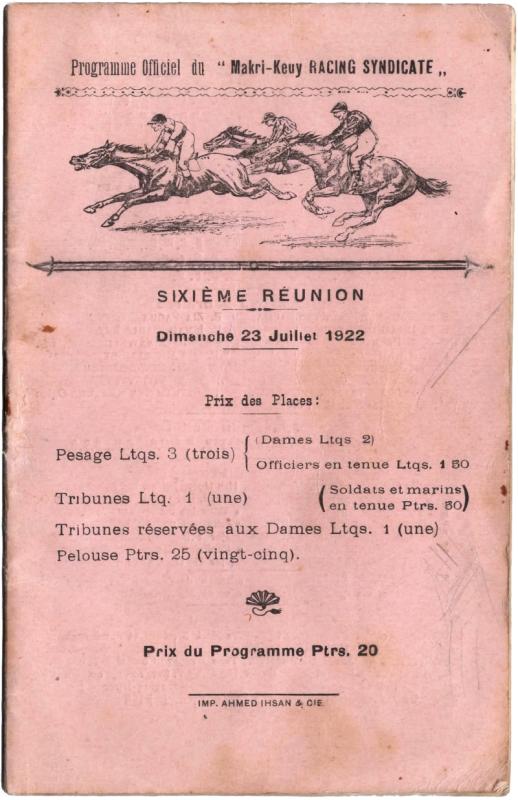 Programme Officiel du “ Makri-Keuy RACING SYNDICATE „
SIXIÈME RÉUNION
Dimanche 23 Juillet 1922
Prix des Places:
Pesage Ltqs. 3 (trois) { (Dames Ltqs 2)
Officiers en tenue Ltqs. 1 50
Tribunes Ltq. 1 (une) (Soldats et marins
en tenue Ptrs. 50)
Tribunes réservées aux Dames Ltqs. 1 (une)
Pelouse Ptrs. 25 (vingt-cinq).
Prix du Programme Ptrs. 20
IMP. AHMED IHSAN & CIE.